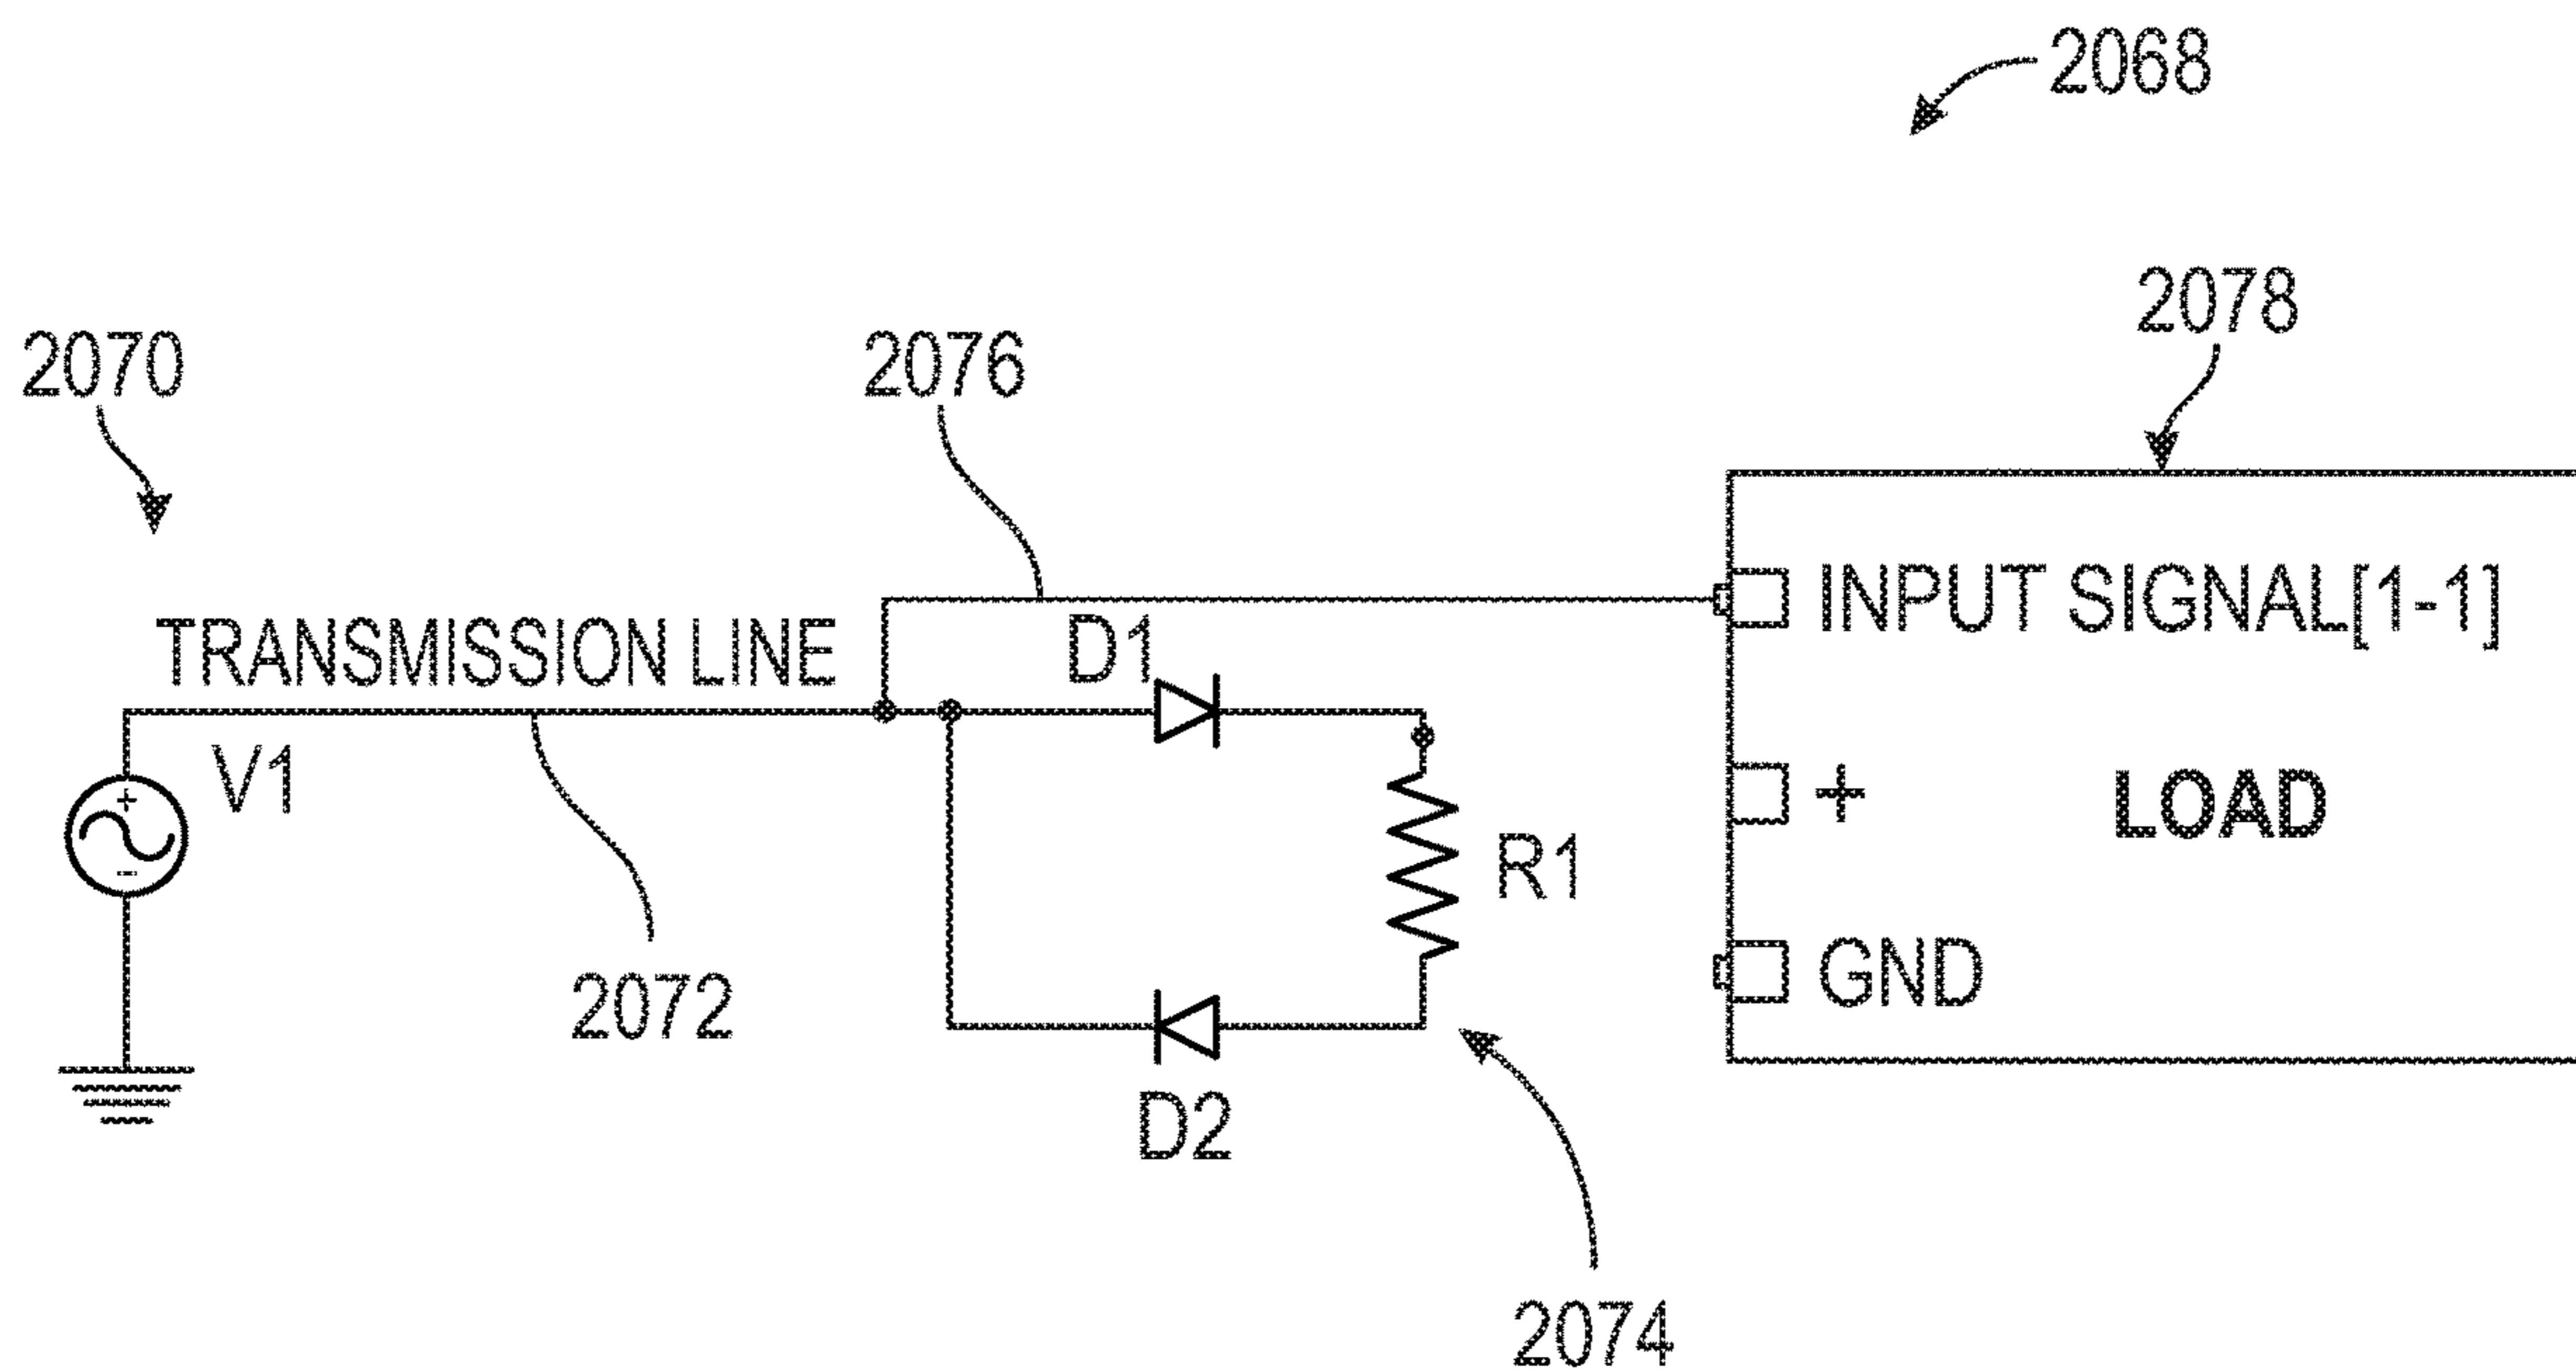 2068
2078
2070
2076
INPUT SIGNAL[1-1]
TRANSMISSION LINE
D1
V1
+
-
+
LOAD
R1
GND
2072
D2
2074